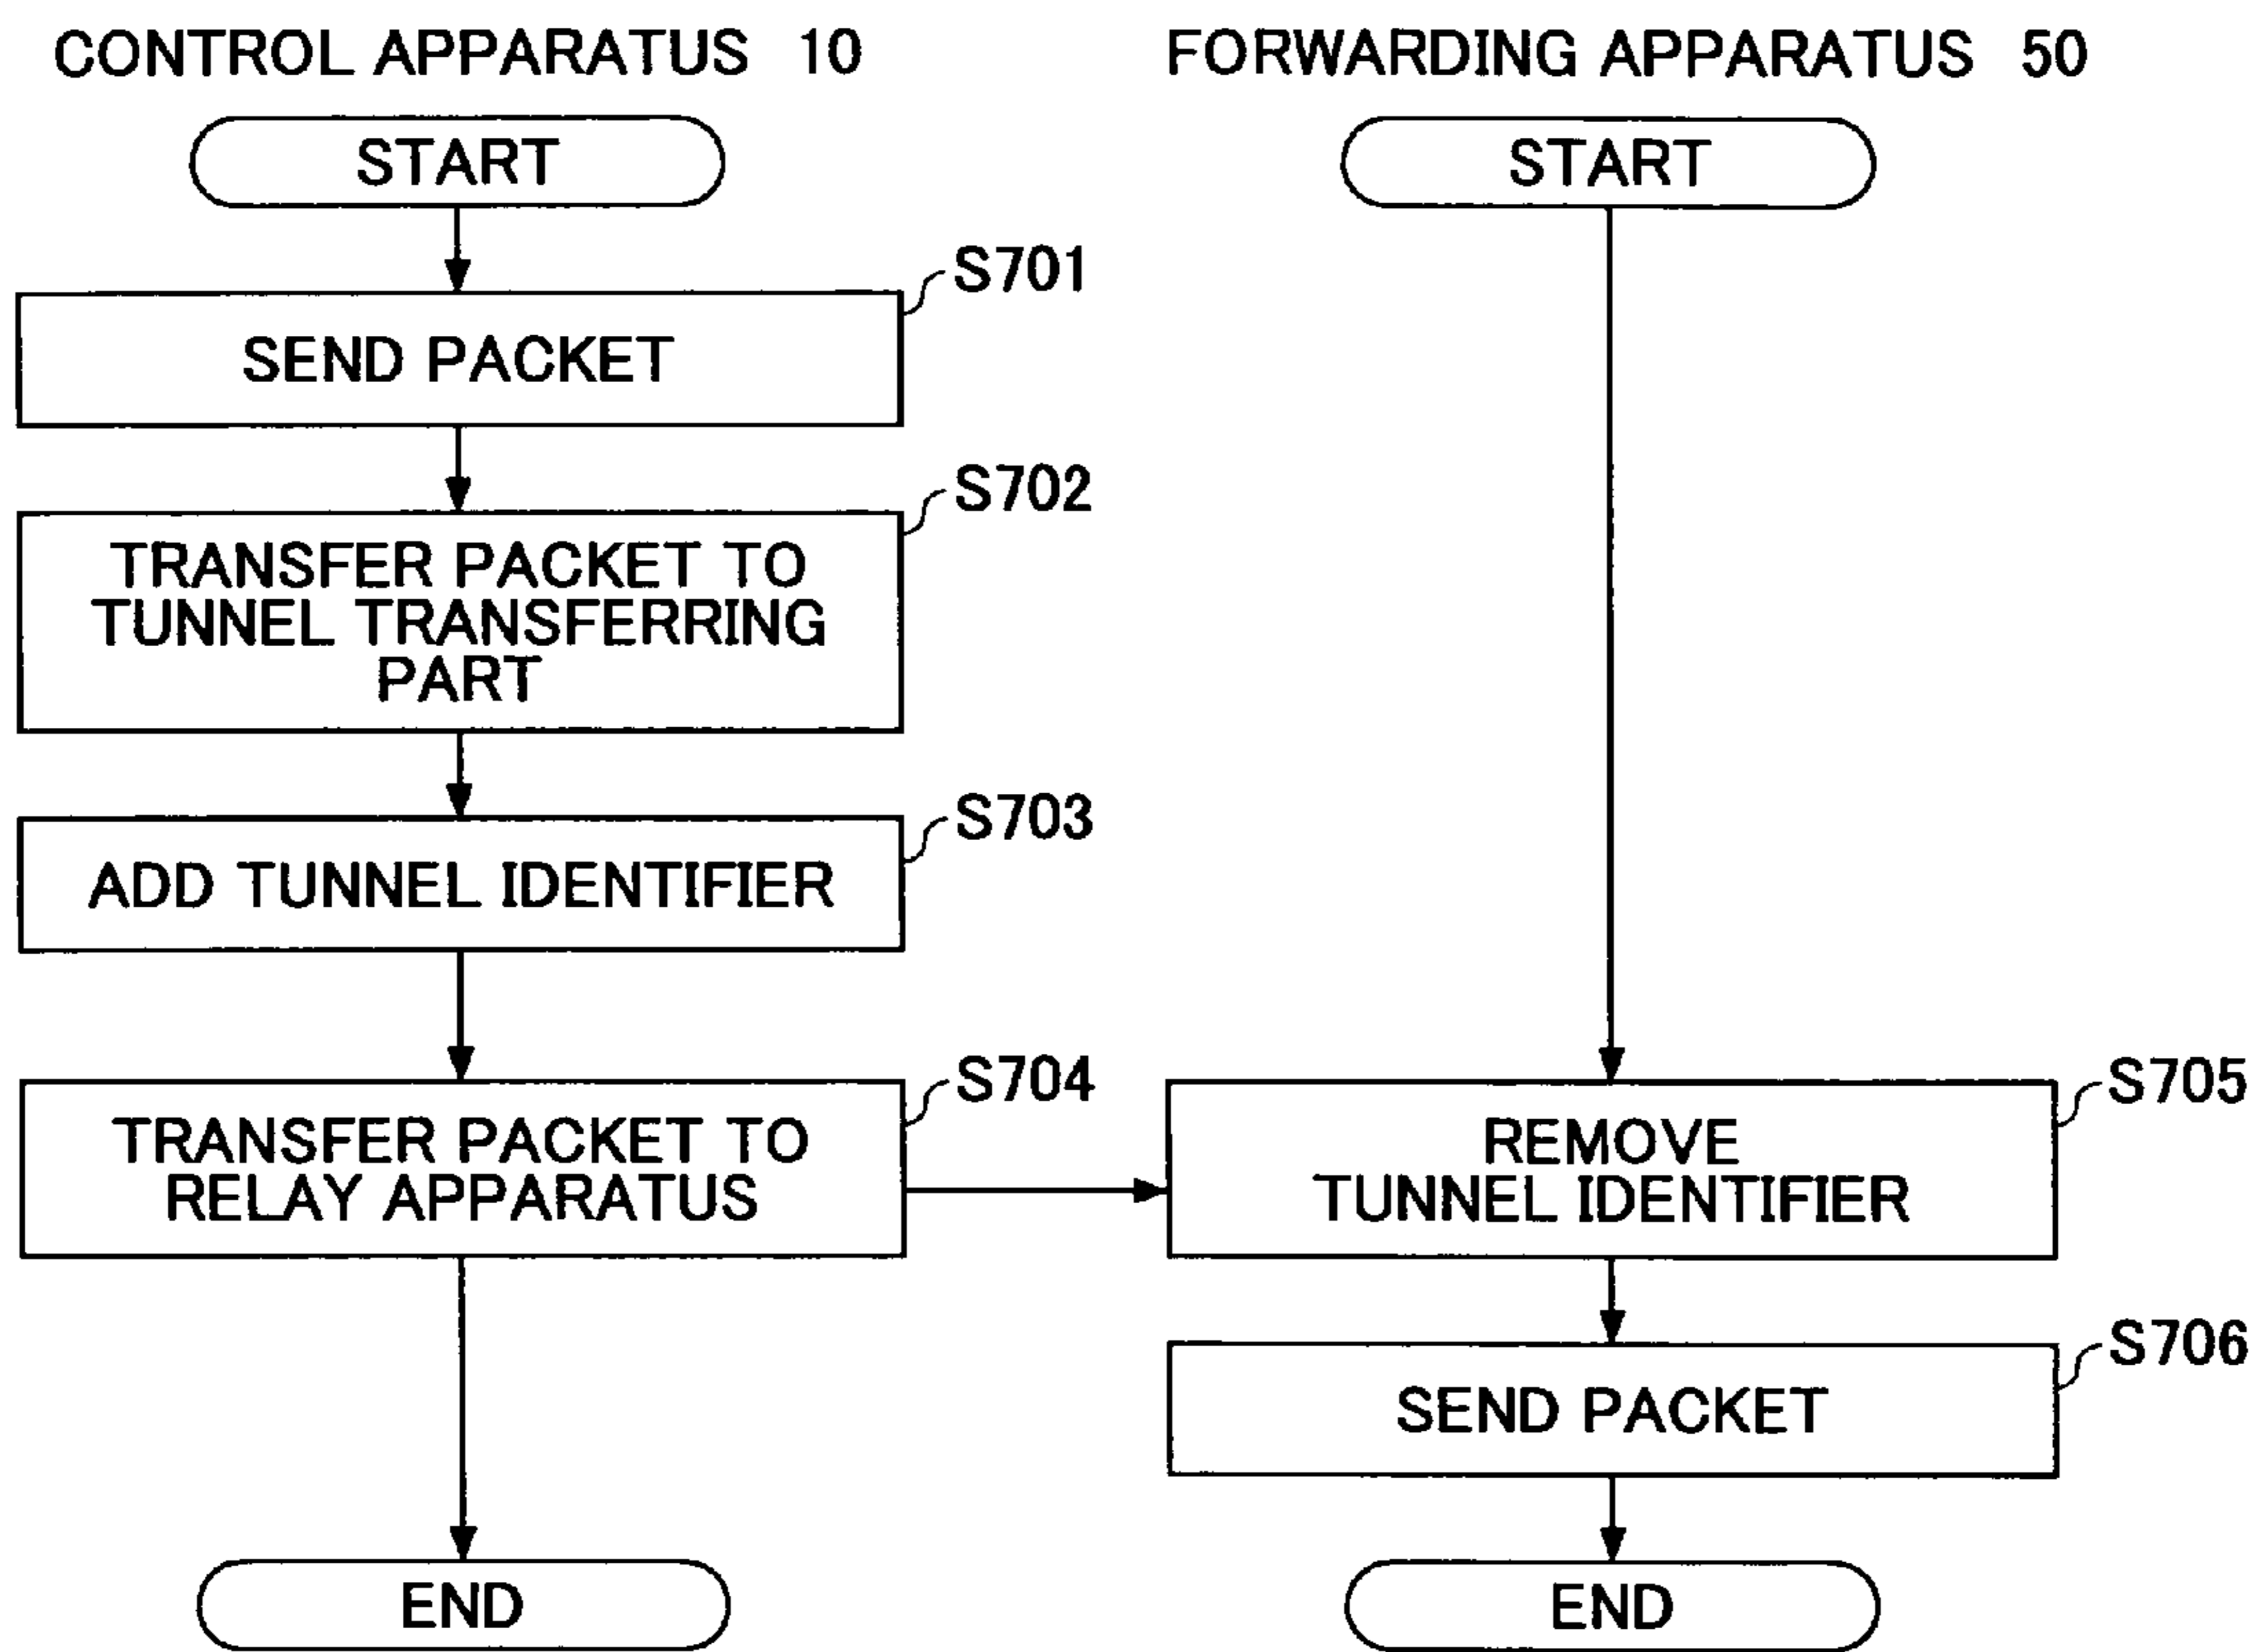 CONTROL APPARATUS 10
START
S701
SEND PACKET
S702
TRANSFER PACKET TO
TUNNEL TRANSFERRING
PART
S703
ADD TUNNEL IDENTIFIER
S704
TRANSFER PACKET TO
RELAY APPARATUS
END
FORWARDING APPARATUS 50
START
S705
REMOVE
TUNNEL IDENTIFIER
S706
SEND PACKET
END